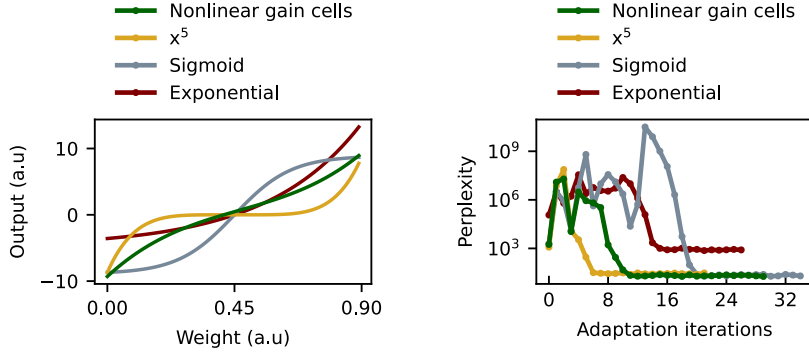 Nonlinear gain cells
x⁵
Sigmoid
Exponential
10
0
−10
Output (a.u)
0.00
0.45
0.90
Weight (a.u)
Nonlinear gain cells
x⁵
Sigmoid
Exponential
10⁹
10⁶
10³
Perplexity
0
8
16
24
32
Adaptation iterations